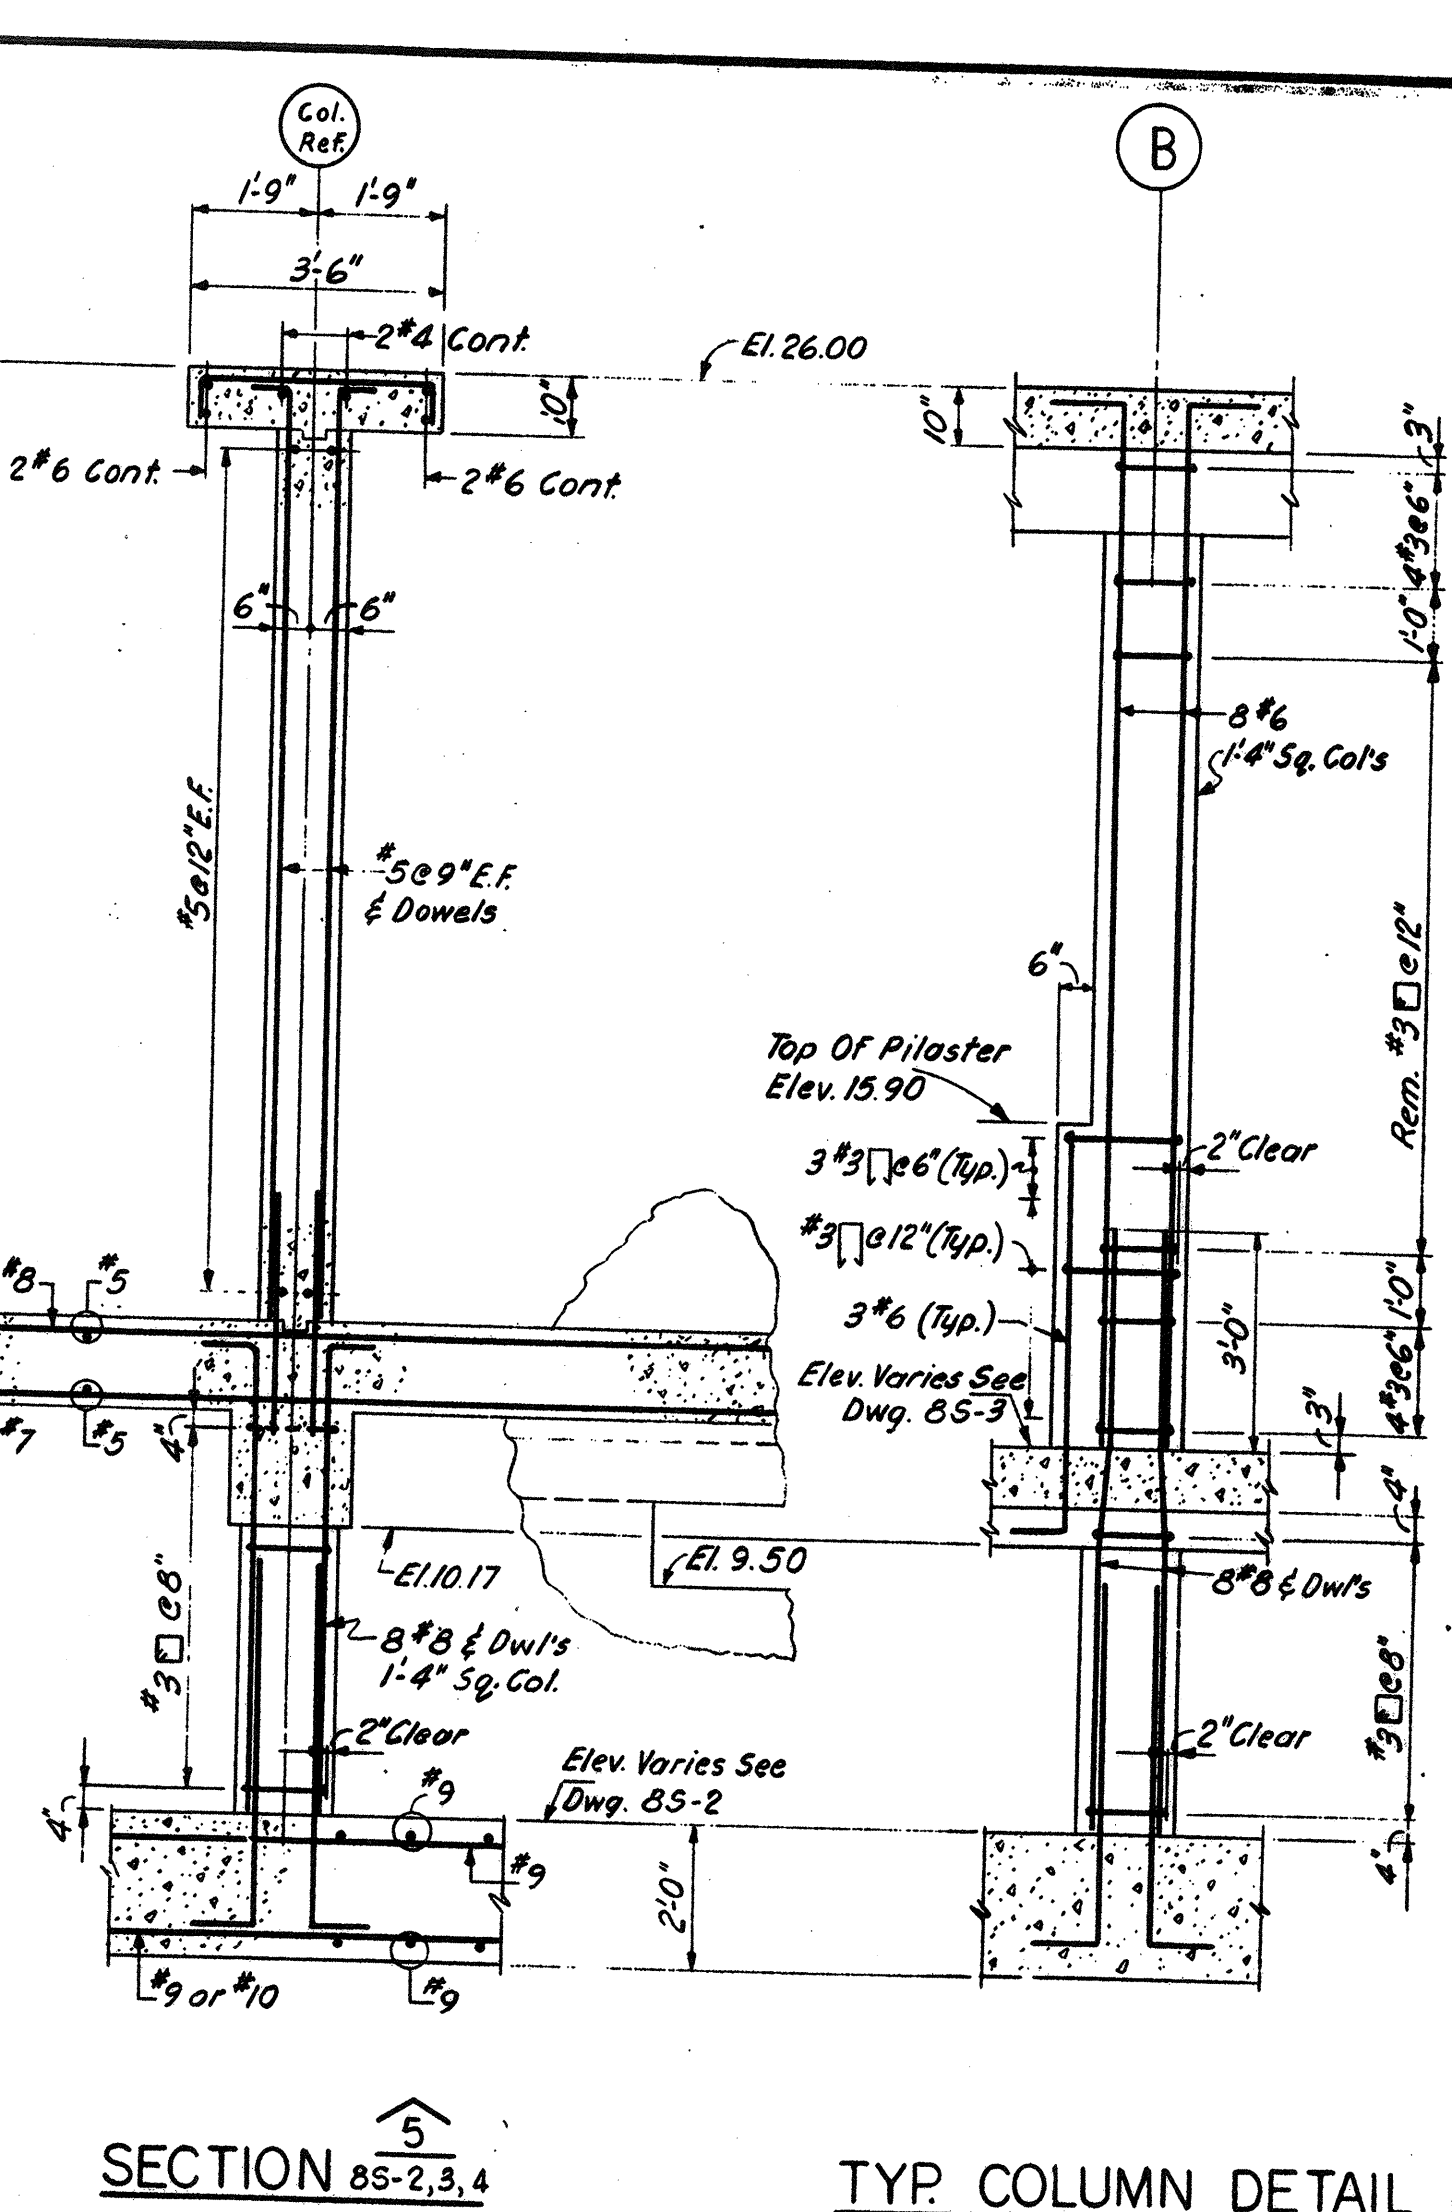 Col.
Ref.
B
1'-9"
1'-9"
3'-6"
2#4 Cont.
El. 26.00
10"
10"
3"
2#6 Cont.
2#6 Cont.
4#3@6"
1'-0"
6"
6"
8#6
1'-4" Sq. Col's
#5@12" E.F.
#5@9" E.F.
& Dowels
Rem. #3 @12"
6"
Top Of Pilaster
Elev. 15.90
3#3 @6" (Typ.)
2" Clear
#3 @12" (Typ.)
#8
#5
3#6 (Typ.)
3'-0"
1'-0"
Elev. Varies See
Dwg. 8S-3
4#3@6"
3"
#7
#5
4"
4"
El. 10.17
El. 9.50
8#8 & Dwl's
#3 @8"
8#8 & Dwl's
1'-4" Sq. Col.
#3 @8"
2" Clear
2" Clear
Elev. Varies See
Dwg. 8S-2
4"
#9
#9
2'-0"
4"
#9 or #10
#9
SECTION
5
8S-2,3,4
TYP. COLUMN DETAIL